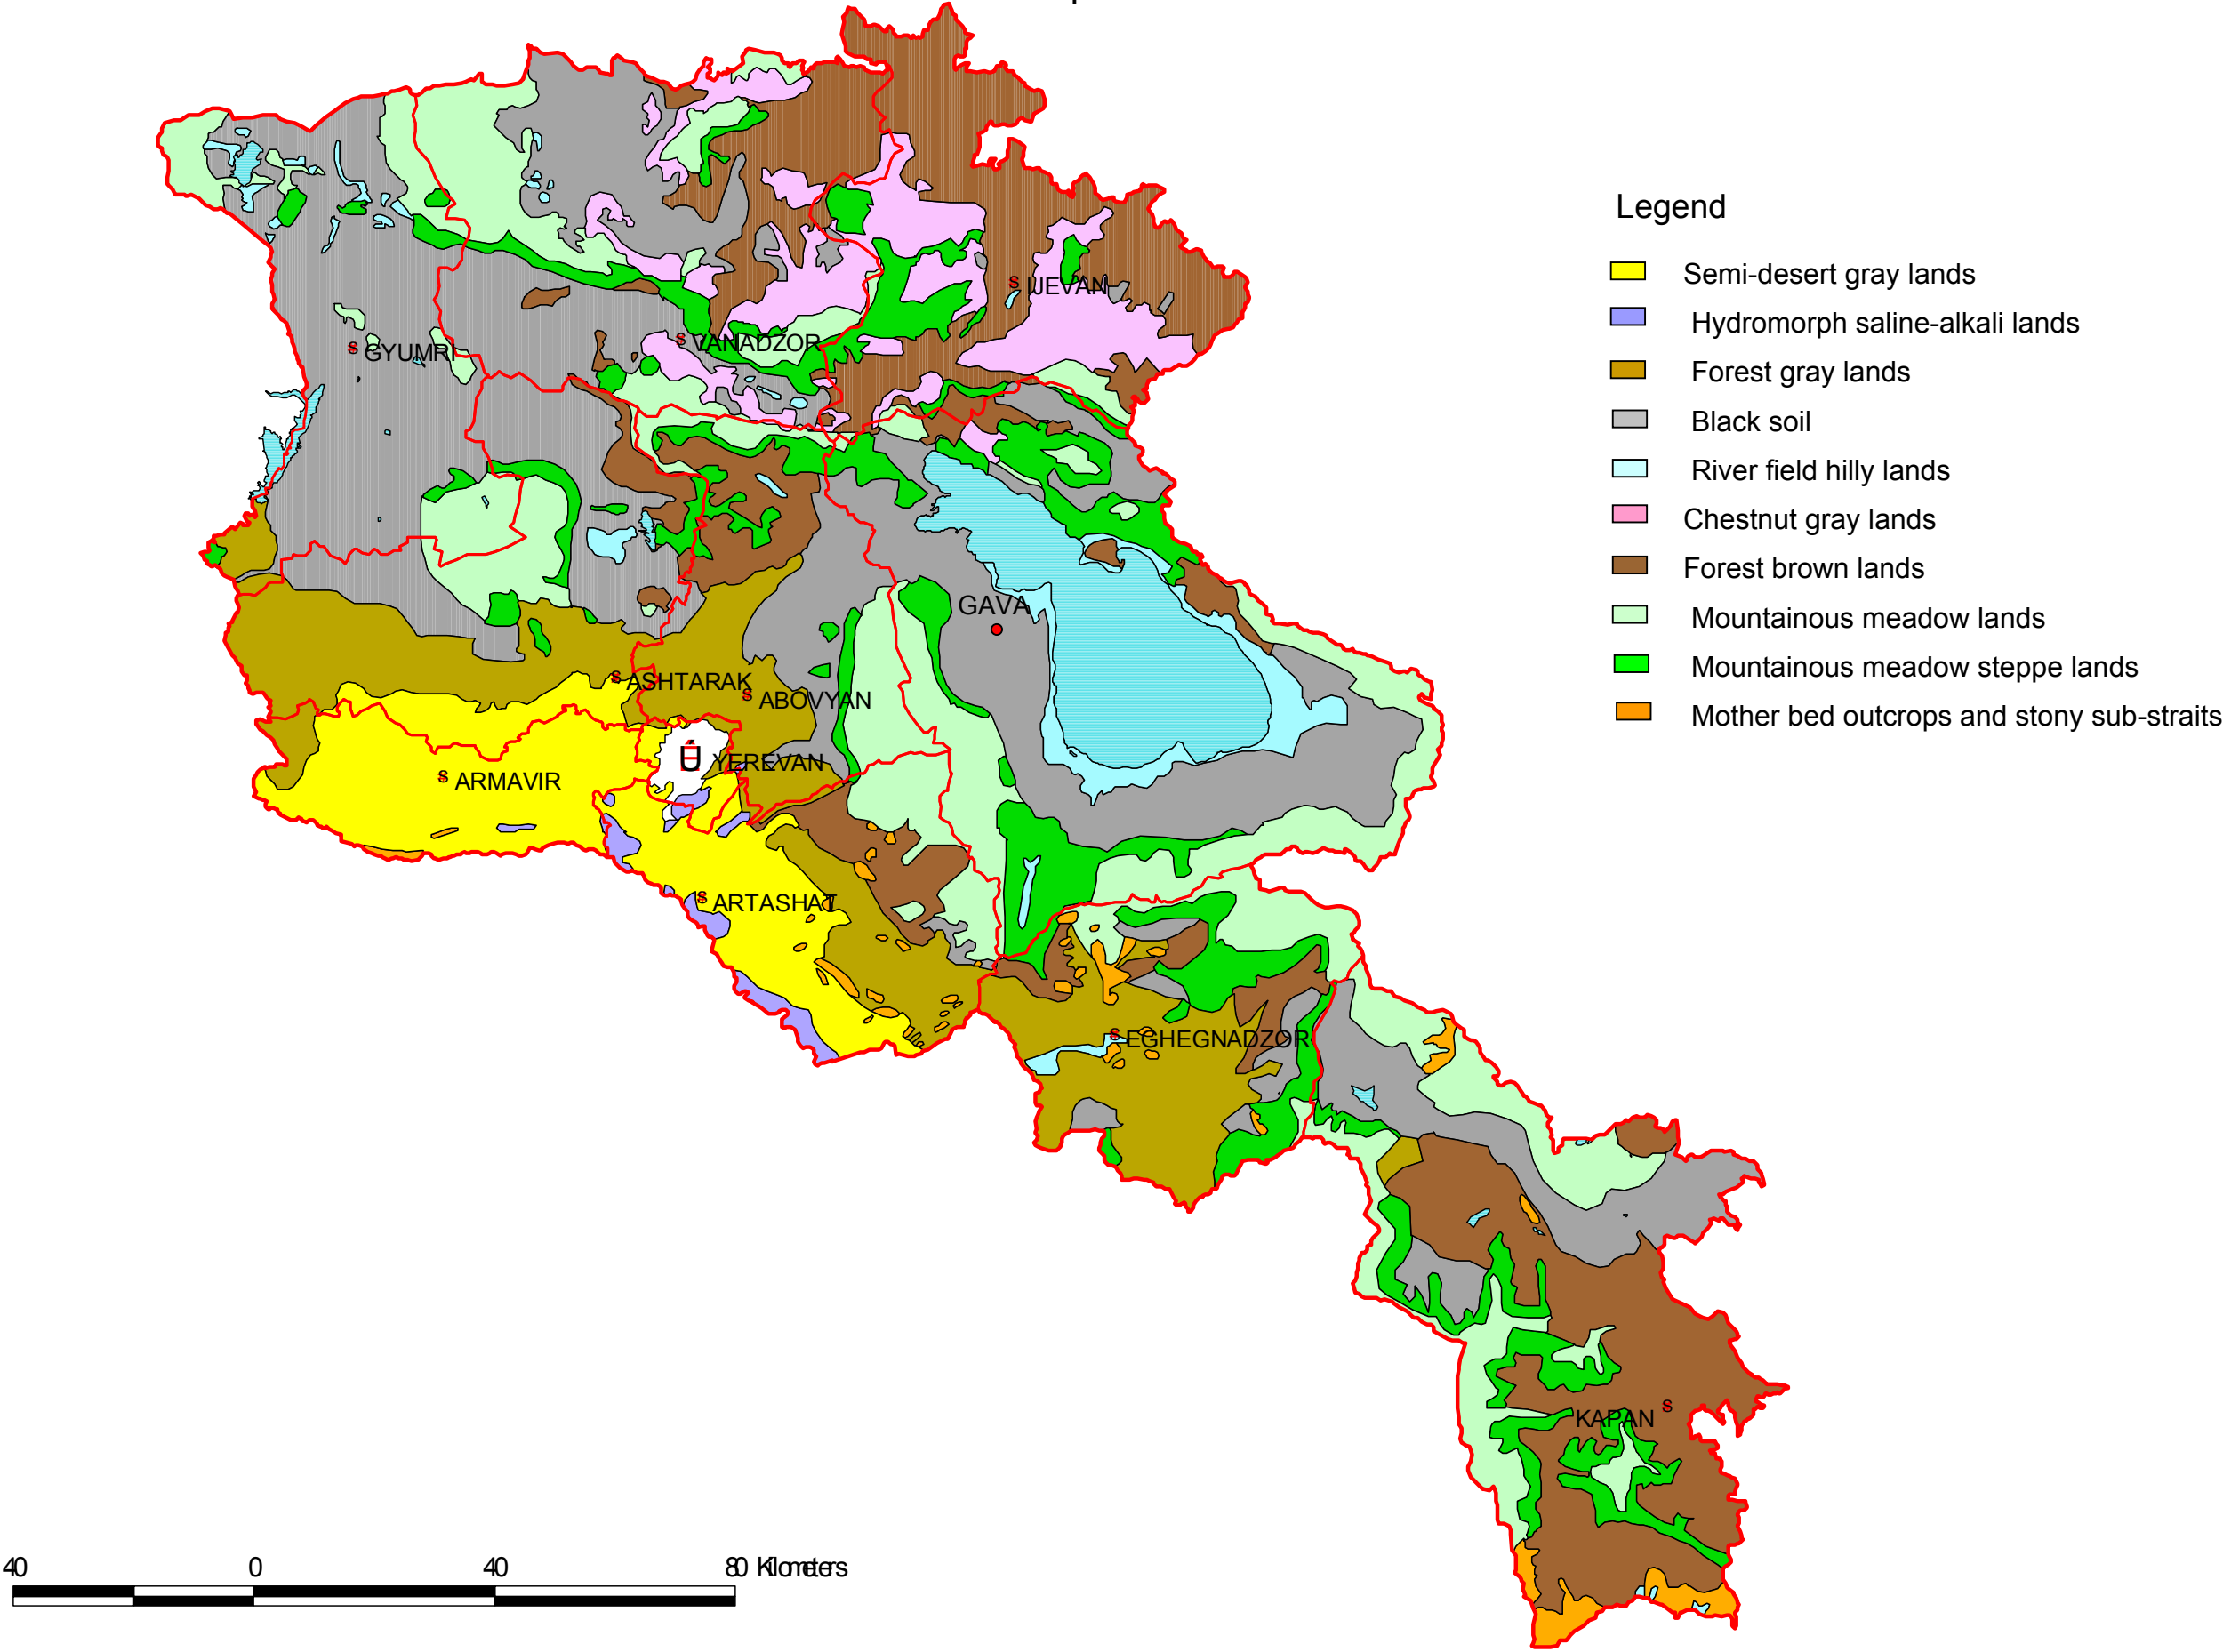 Legend
Semi-desert gray lands
Hydromorph saline-alkali lands
Forest gray lands
Black soil
River field hilly lands
Chestnut gray lands
Forest brown lands
Mountainous meadow lands
Mountainous meadow steppe lands
Mother bed outcrops and stony sub-straits
S IJEVAN
S VANADZOR
S GYUMRI
GAVA
S ASHTARAK
S ABOVYAN
Ú YEREVAN
S ARMAVIR
S ARTASHAT
S EGHEGNADZOR
KAPAN S
40 0 40 80 Kilometers